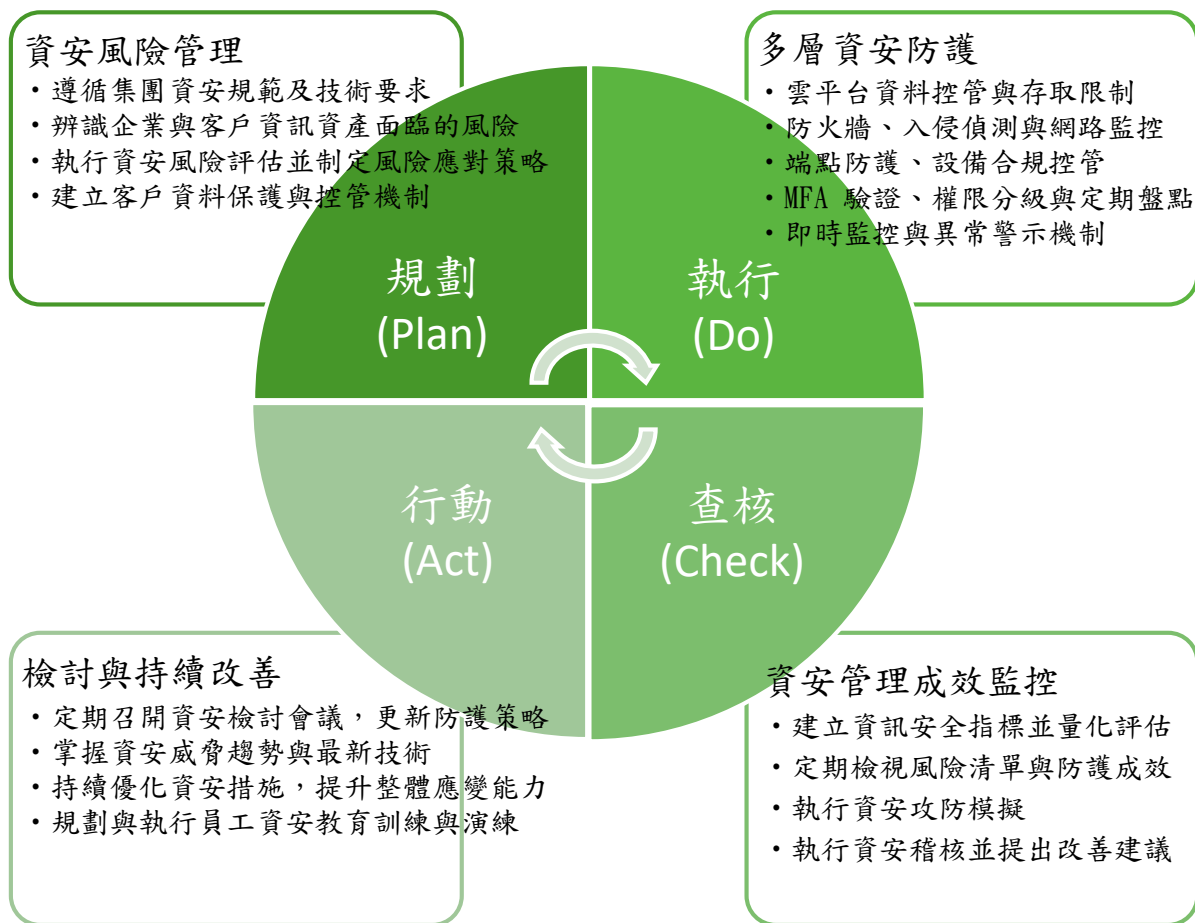 資安風險管理
・遵循集團資安規範及技術要求
・辨識企業與客戶資訊資產面臨的風險
・執行資安風險評估並制定風險應對策略
・建立客戶資料保護與控管機制
多層資安防護
・雲平台資料控管與存取限制
・防火牆、入侵偵測與網路監控
・端點防護、設備合規控管
・MFA 驗證、權限分級與定期盤點
・即時監控與異常警示機制
規劃
(Plan)
執行
(Do)
行動
(Act)
查核
(Check)
檢討與持續改善
・定期召開資安檢討會議，更新防護策略
・掌握資安威脅趨勢與最新技術
・持續優化資安措施，提升整體應變能力
・規劃與執行員工資安教育訓練與演練
資安管理成效監控
・建立資訊安全指標並量化評估
・定期檢視風險清單與防護成效
・執行資安攻防模擬
・執行資安稽核並提出改善建議